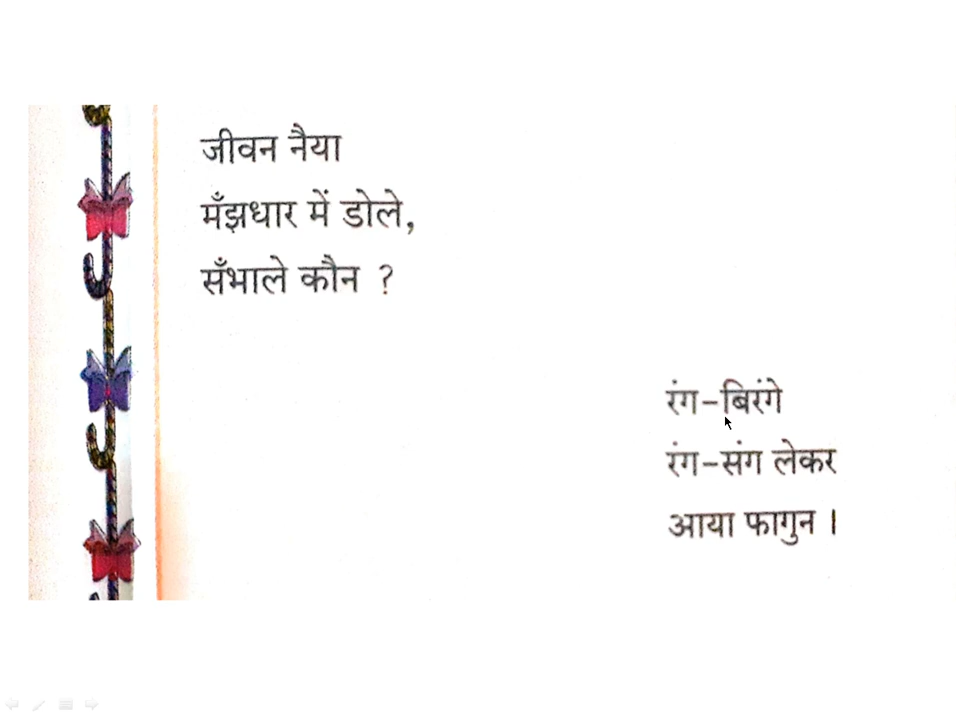 जीवन नैया
मँझधार में डोले,
सँभाले कौन ?
रंग-बिरंगे
रंग-संग लेकर
आया फागुन ।